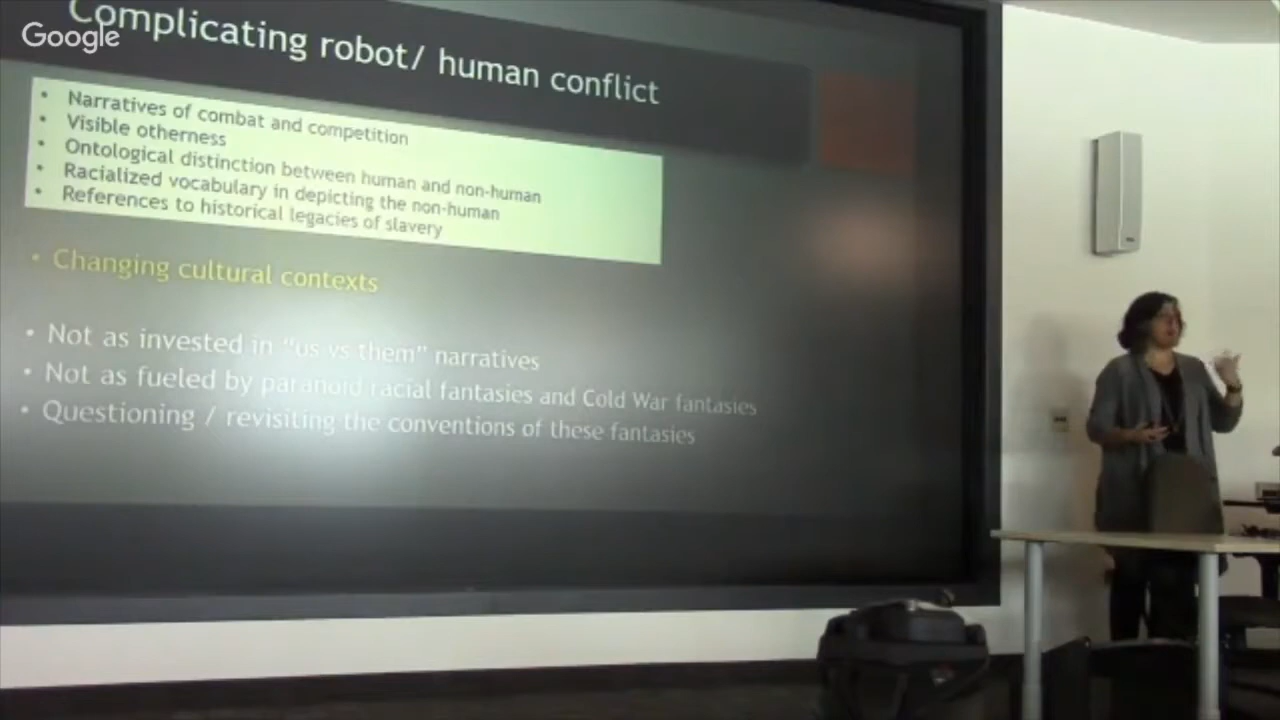 Google
Complicating robot/ human conflict
• Narratives of combat and competition
• Visible otherness
• Ontological distinction between human and non-human
• Racialized vocabulary in depicting the non-human
• References to historical legacies of slavery
• Changing cultural contexts
• Not as invested in “us vs them” narratives
• Not as fueled by paranoid racial fantasies and Cold War fantasies
• Questioning / revisiting the conventions of these fantasies